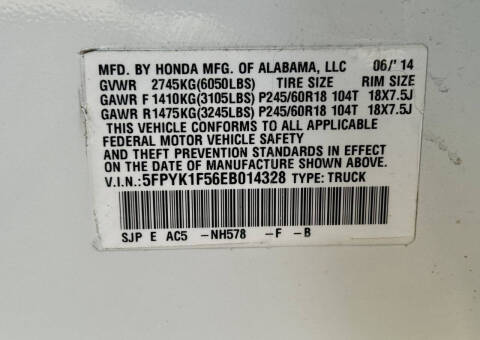 MFD. BY HONDA MFG. OF ALABAMA, LLC 06/'14
GVWR 2745KG(6050LBS) TIRE SIZE RIM SIZE
GAWR F 1410KG(3105LBS) P245/60R18 104T 18X7.5J
GAWR R1475KG(3245LBS) P245/60R18 104T 18X7.5J
THIS VEHICLE CONFORMS TO ALL APPLICABLE
FEDERAL MOTOR VEHICLE SAFETY
AND THEFT PREVENTION STANDARDS IN EFFECT ON
THE DATE OF MANUFACTURE SHOWN ABOVE.
V.I.N.:5FPYK1F56EB014328 TYPE: TRUCK
SJP E AC5 -NH578 -F -B